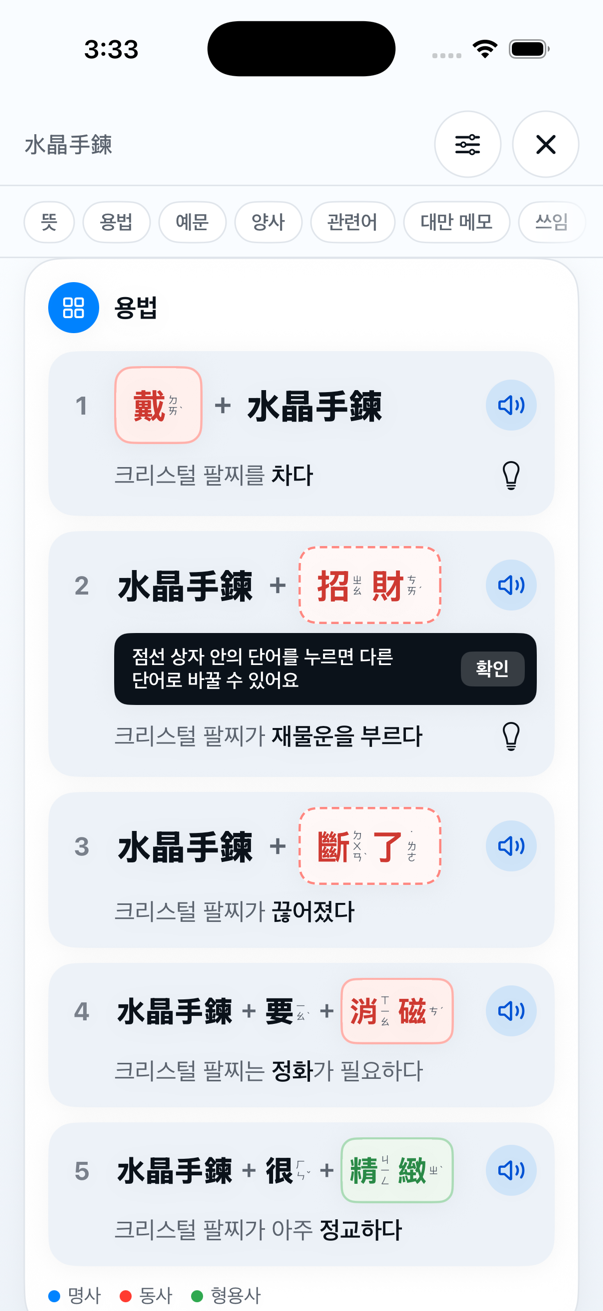 3:33
水晶手鍊
뜻 용법 예문 양사 관련어 대만 메모 쓰임
용법
1 戴ㄉㄞˋ + 水晶手鍊
크리스털 팔찌를 차다
2 水晶手鍊 + 招ㄓㄠ財ㄘㄞˊ
점선 상자 안의 단어를 누르면 다른
단어로 바꿀 수 있어요
확인
크리스털 팔찌가 재물운을 부르다
3 水晶手鍊 + 斷ㄉㄨㄢˋ了˙ㄌㄜ
크리스털 팔찌가 끊어졌다
4 水晶手鍊 + 要ㄧㄠˋ + 消ㄒㄧㄠ磁ㄘˊ
크리스털 팔찌는 정화가 필요하다
5 水晶手鍊 + 很ㄏㄣˇ + 精ㄐㄧㄥ緻ㄓˋ
크리스털 팔찌가 아주 정교하다
명사 동사 형용사